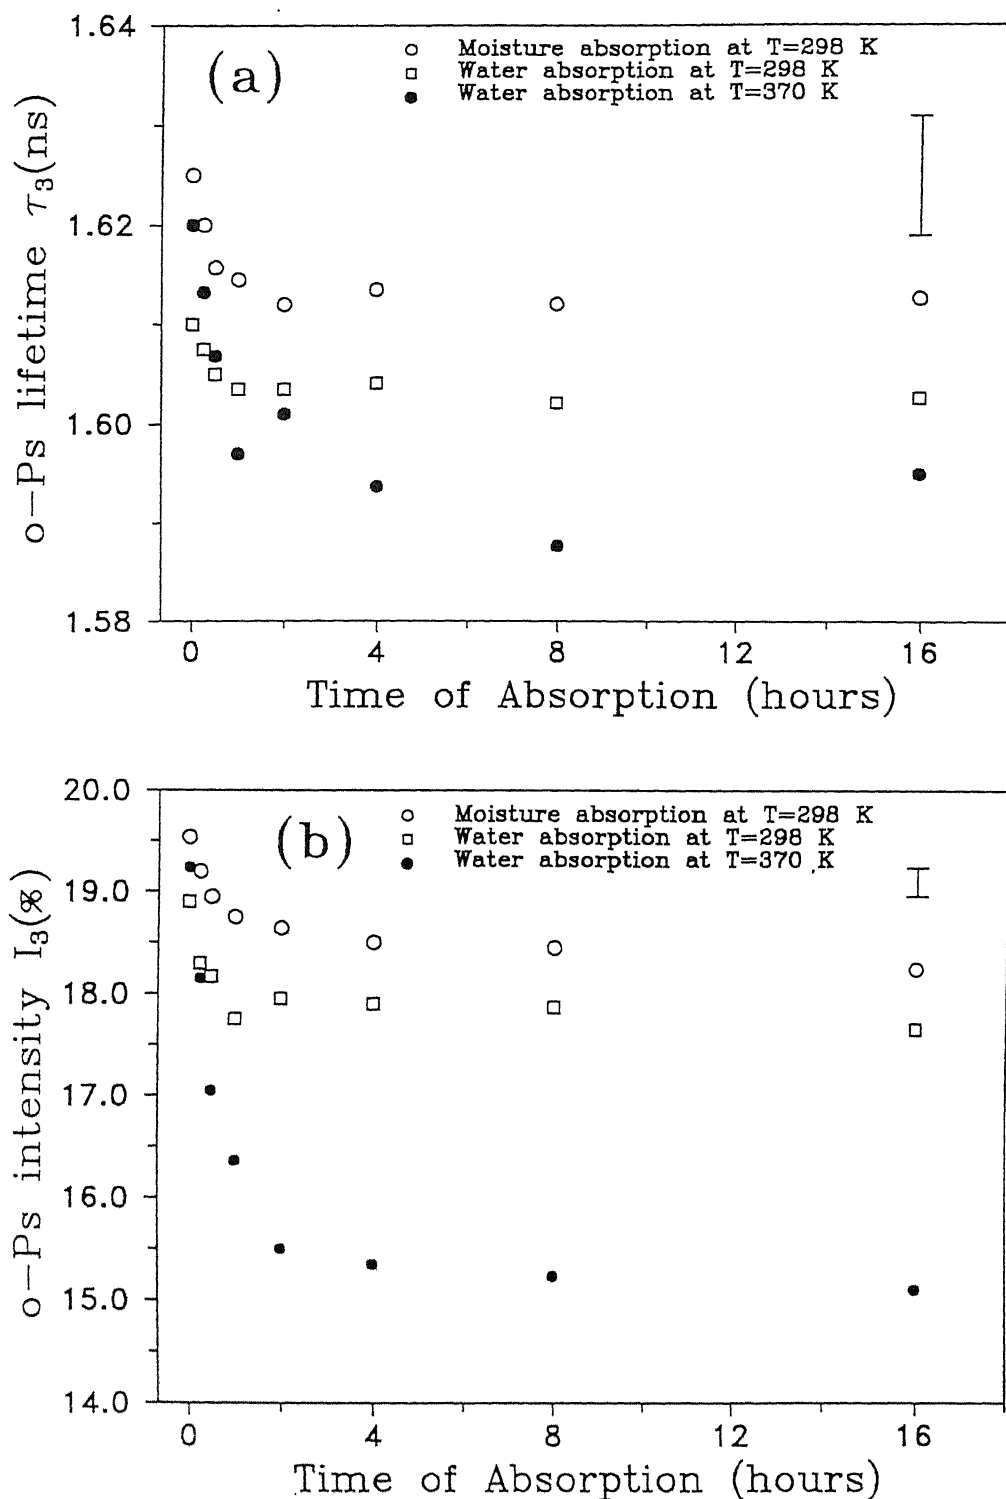 1.64
(a)
Moisture absorption at T=298 K
Water absorption at T=298 K
Water absorption at T=370 K
1.62
1.60
1.58
o-Ps lifetime τ₃(ns)
0 4 8 12 16
Time of Absorption (hours)
20.0
(b)
Moisture absorption at T=298 K
Water absorption at T=298 K
Water absorption at T=370 K
19.0
18.0
17.0
16.0
15.0
14.0
o-Ps intensity I₃(%)
0 4 8 12 16
Time of Absorption (hours)